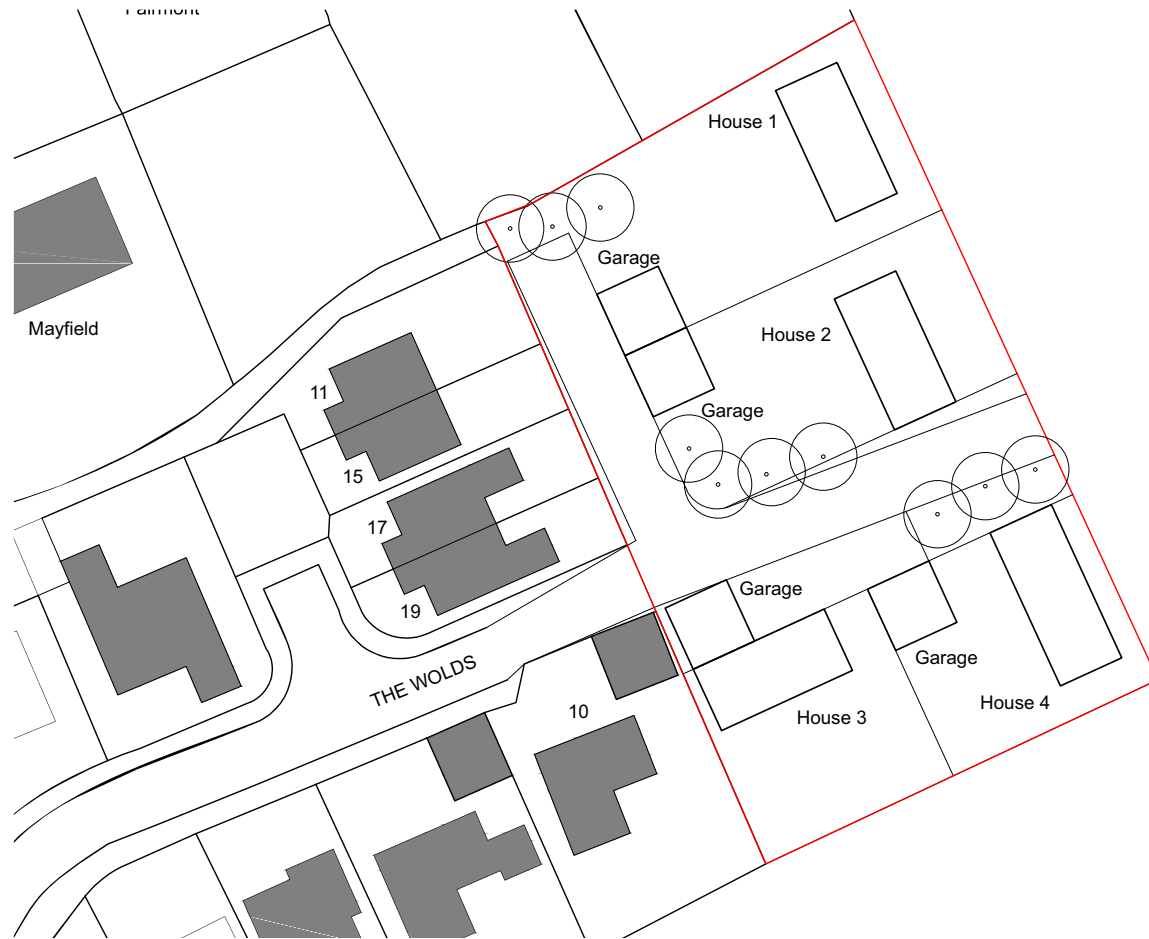 Fairmont
House 1
Garage
Mayfield
House 2
11
Garage
15
17
Garage
19
THE WOLDS
Garage
10
House 3
House 4